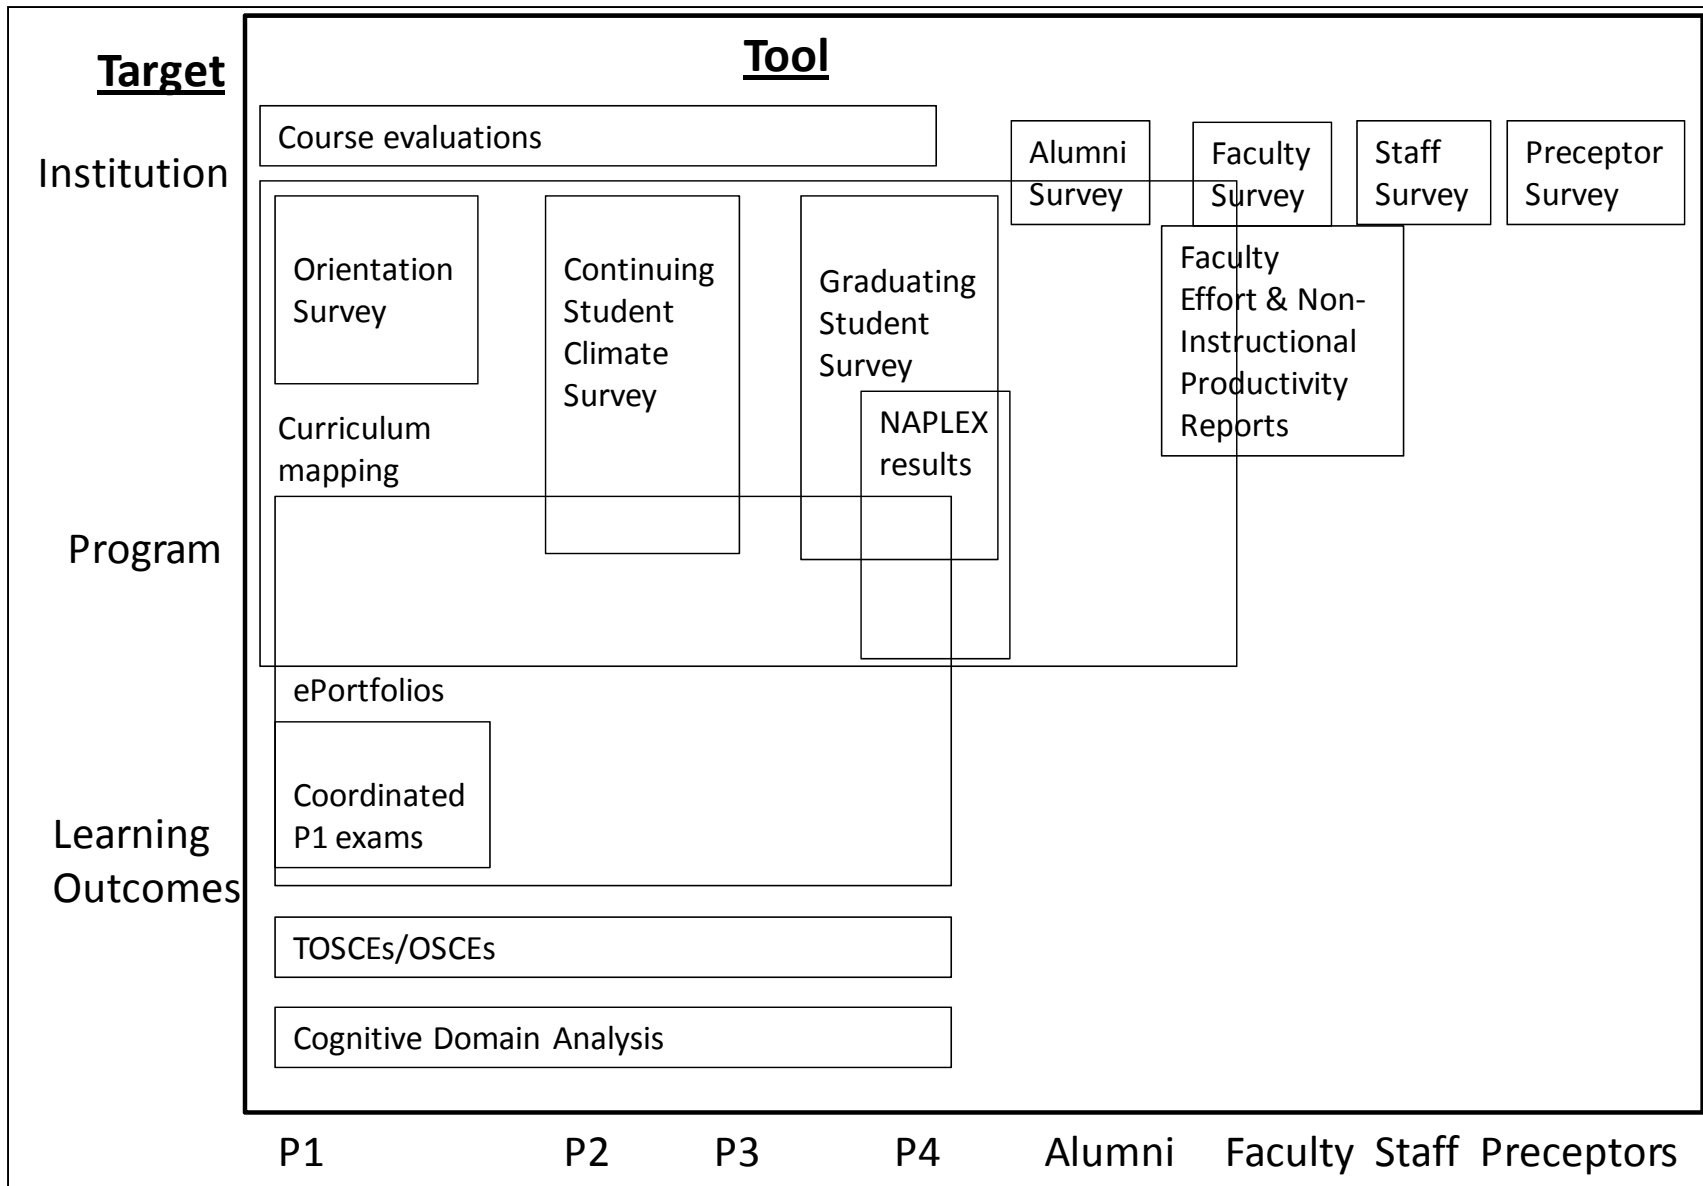 Target
Tool
Course evaluations
Institution
Alumni
Survey
Faculty
Survey
Staff
Survey
Preceptor
Survey
Orientation
Survey
Continuing
Student
Climate
Survey
Graduating
Student
Survey
Faculty
Effort & Non-
Instructional
Productivity
Reports
Curriculum
mapping
NAPLEX
results
Program
ePortfolios
Coordinated
P1 exams
Learning
Outcomes
TOSCEs/OSCEs
Cognitive Domain Analysis
P1 P2 P3 P4 Alumni Faculty Staff Preceptors